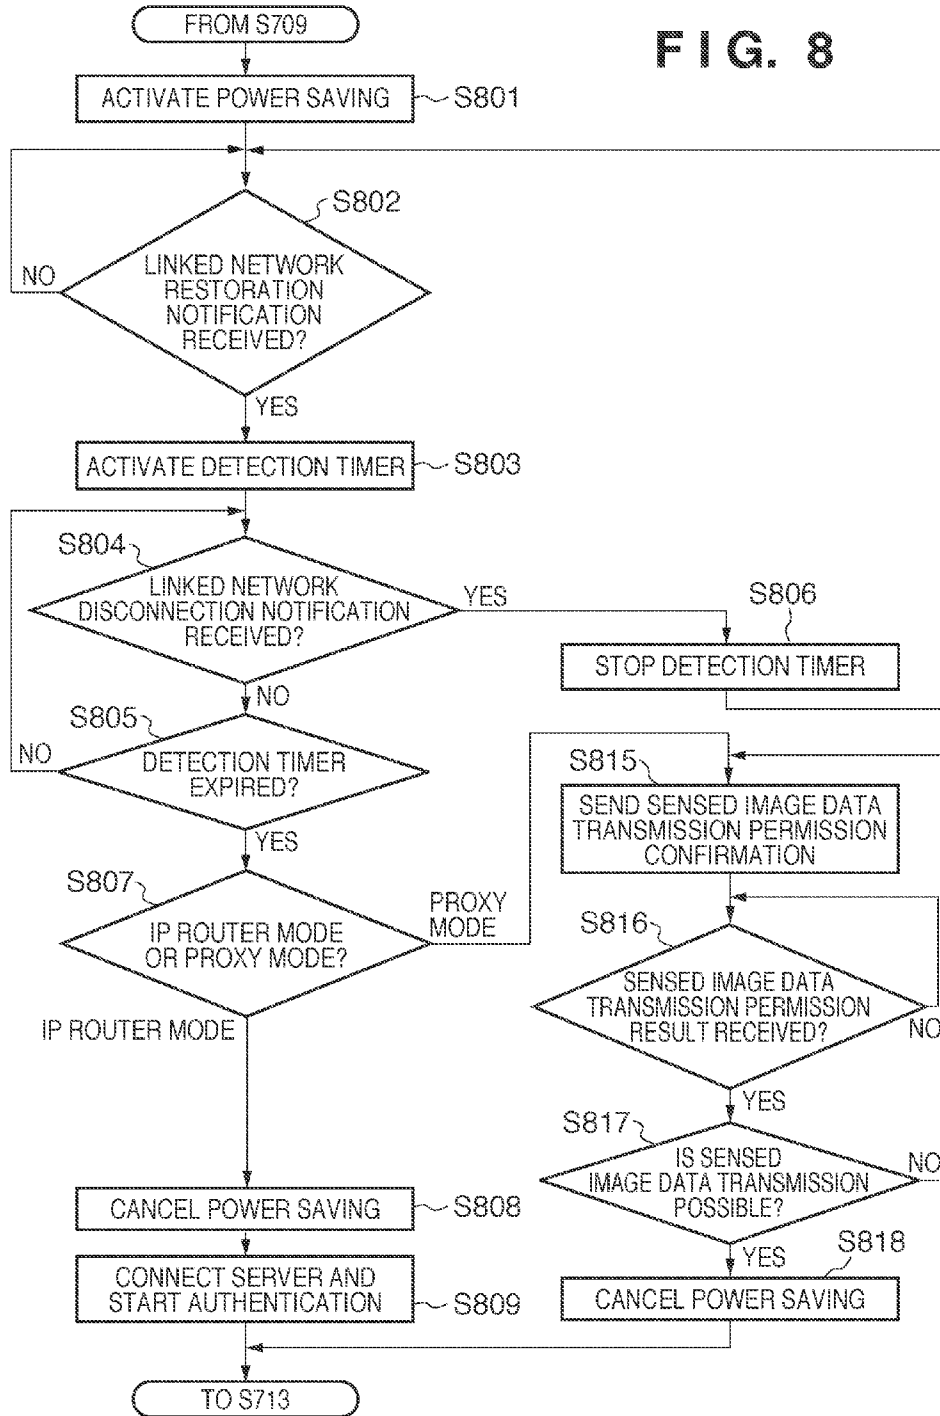 FROM S709
FIG. 8
ACTIVATE POWER SAVING
S801
S802
LINKED NETWORK
RESTORATION
NOTIFICATION
RECEIVED?
NO
YES
ACTIVATE DETECTION TIMER
S803
S804
LINKED NETWORK
DISCONNECTION NOTIFICATION
RECEIVED?
YES
S806
STOP DETECTION TIMER
NO
S805
NO
DETECTION TIMER
EXPIRED?
YES
S815
SEND SENSED IMAGE DATA
TRANSMISSION PERMISSION
CONFIRMATION
S807
IP ROUTER MODE
OR PROXY MODE?
PROXY
MODE
IP ROUTER MODE
S816
SENSED IMAGE DATA
TRANSMISSION PERMISSION
RESULT RECEIVED?
NO
YES
S817
IS SENSED
IMAGE DATA TRANSMISSION
POSSIBLE?
NO
YES
CANCEL POWER SAVING
S808
S818
CANCEL POWER SAVING
CONNECT SERVER AND
START AUTHENTICATION
S809
TO S713